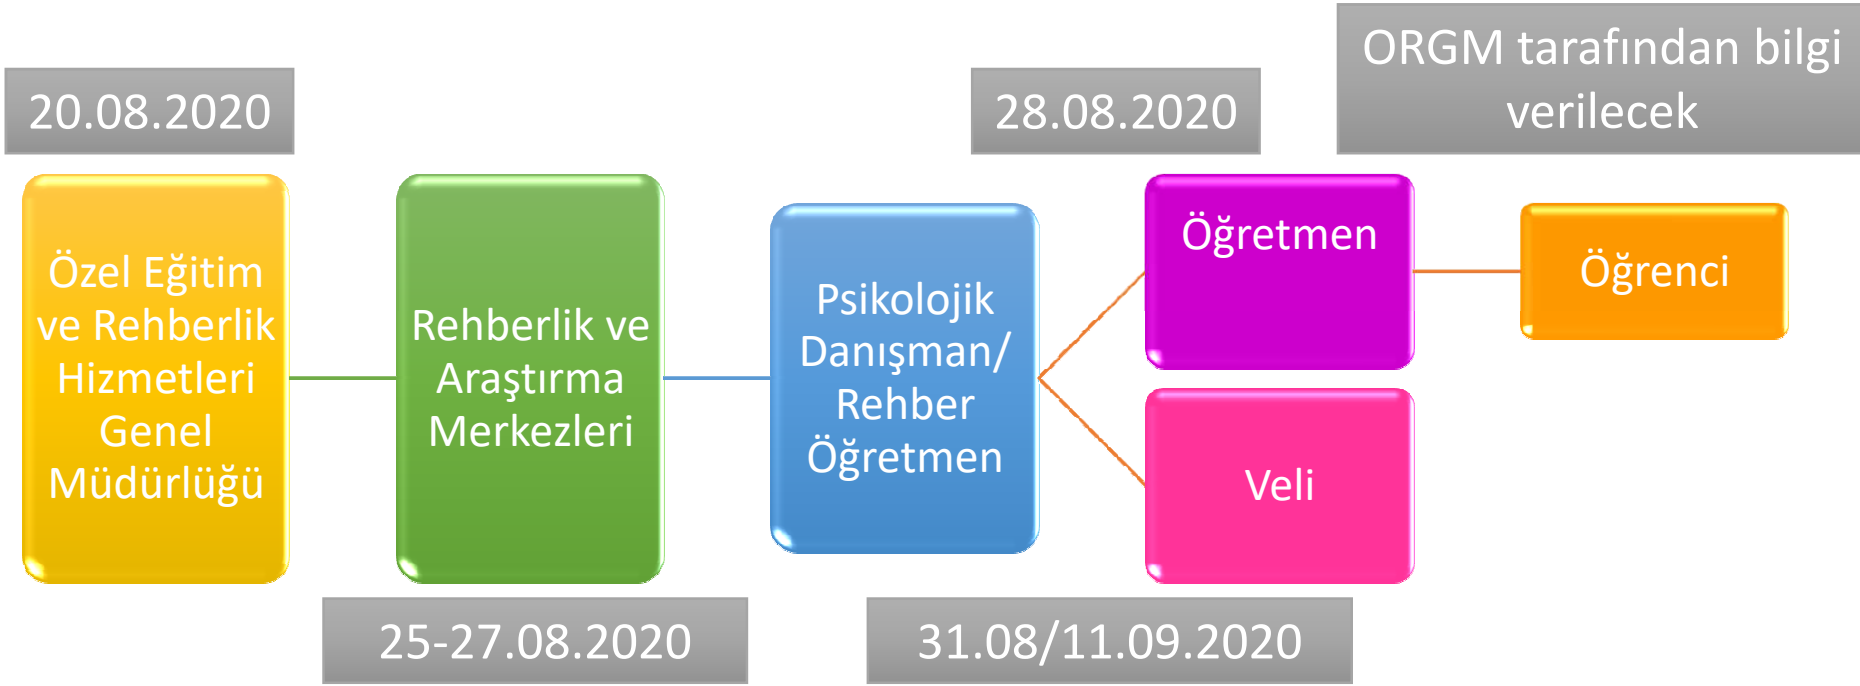 20.08.2020
Özel Eğitim
ve Rehberlik
Hizmetleri
Genel
Müdürlüğü
Rehberlik ve
Araştırma
Merkezleri
25-27.08.2020
Psikolojik
Danışman/
Rehber
Öğretmen
28.08.2020
Öğretmen
Veli
31.08/11.09.2020
ORGM tarafından bilgi
verilecek
Öğrenci